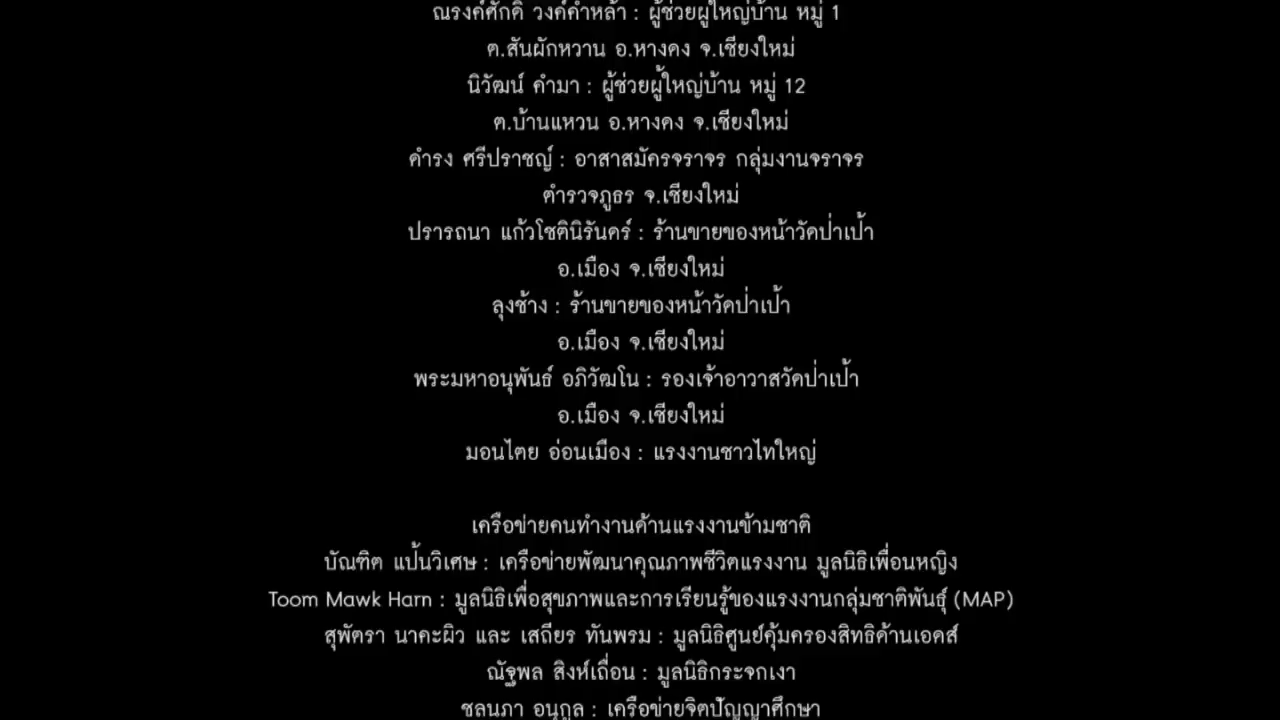 ณรงค์ศักดิ์ วงค์คำหล้า : ผู้ช่วยผู้ใหญ่บ้าน หมู่ 1
ต.สันผักหวาน อ.หางดง จ.เชียงใหม่
นิวัฒน์ คำมา : ผู้ช่วยผู้ใหญ่บ้าน หมู่ 12
ต.บ้านแหวน อ.หางดง จ.เชียงใหม่
ดำรง ศรีปราชญ์ : อาสาสมัครจราจร กลุ่มงานจราจร
ตำรวจภูธร จ.เชียงใหม่
ปรารถนา แก้วโชตินิรันดร์ : ร้านขายของหน้าวัดป่าเป้า
อ.เมือง จ.เชียงใหม่
ลุงช้าง : ร้านขายของหน้าวัดป่าเป้า
อ.เมือง จ.เชียงใหม่
พระมหาอนุพันธ์ อภิวัฒโน : รองเจ้าอาวาสวัดป่าเป้า
อ.เมือง จ.เชียงใหม่
มอนไตย อ่อนเมือง : แรงงานชาวไทใหญ่
เครือข่ายคนทำงานด้านแรงงานข้ามชาติ
บัณฑิต แป้นวิเศษ : เครือข่ายพัฒนาคุณภาพชีวิตแรงงาน มูลนิธิเพื่อนหญิง
Toom Mawk Harn : มูลนิธิเพื่อสุขภาพและการเรียนรู้ของแรงงานกลุ่มชาติพันธุ์ (MAP)
สุพัตรา นาคะผิว และ เสถียร ทันพรม : มูลนิธิศูนย์คุ้มครองสิทธิด้านเอดส์
ณัฐพล สิงห์เถื่อน : มูลนิธิกระจกเงา
ชลนภา อนุกูล : เครือข่ายจิตปัญญาศึกษา